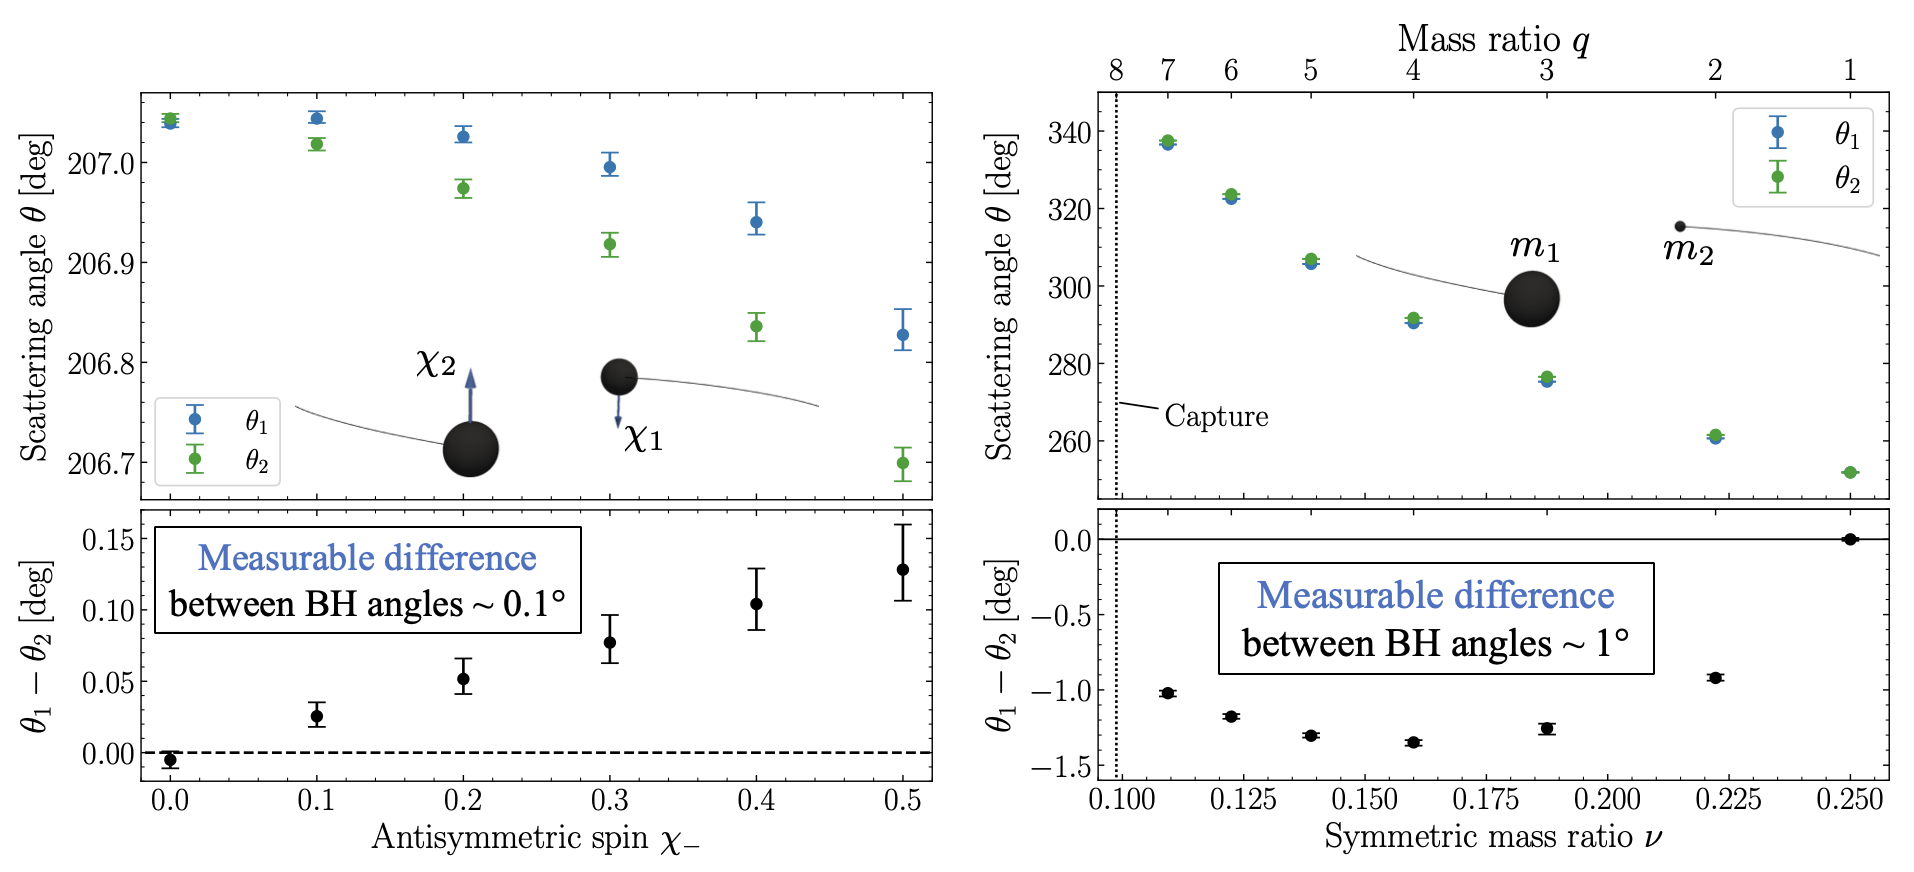 Scattering angle θ [deg]
207.0
206.9
206.8
206.7
θ₁
θ₂
χ₂
χ₁
θ₁ − θ₂ [deg]
0.15
0.10
0.05
0.00
Measurable difference
between BH angles ~ 0.1°
0.0 0.1 0.2 0.3 0.4 0.5
Antisymmetric spin χ₋
Mass ratio q
8 7 6 5 4 3 2 1
Scattering angle θ [deg]
340
320
300
280
260
θ₁
θ₂
m₁
m₂
Capture
θ₁ − θ₂ [deg]
0.0
−0.5
−1.0
−1.5
Measurable difference
between BH angles ~ 1°
0.100 0.125 0.150 0.175 0.200 0.225 0.250
Symmetric mass ratio ν